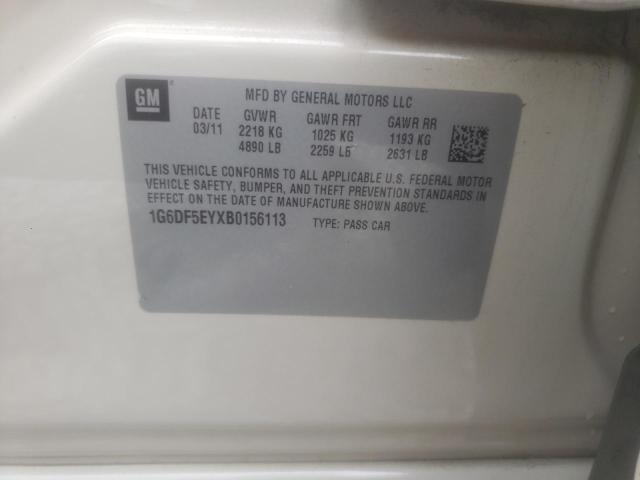 GM
MFD BY GENERAL MOTORS LLC
DATE GVWR GAWR FRT GAWR RR
03/11 2218 KG 1025 KG 1193 KG
4890 LB 2259 LB 2631 LB
THIS VEHICLE CONFORMS TO ALL APPLICABLE U.S. FEDERAL MOTOR
VEHICLE SAFETY, BUMPER, AND THEFT PREVENTION STANDARDS IN
EFFECT ON THE DATE OF MANUFACTURE SHOWN ABOVE.
1G6DF5EYXB0156113 TYPE: PASS CAR